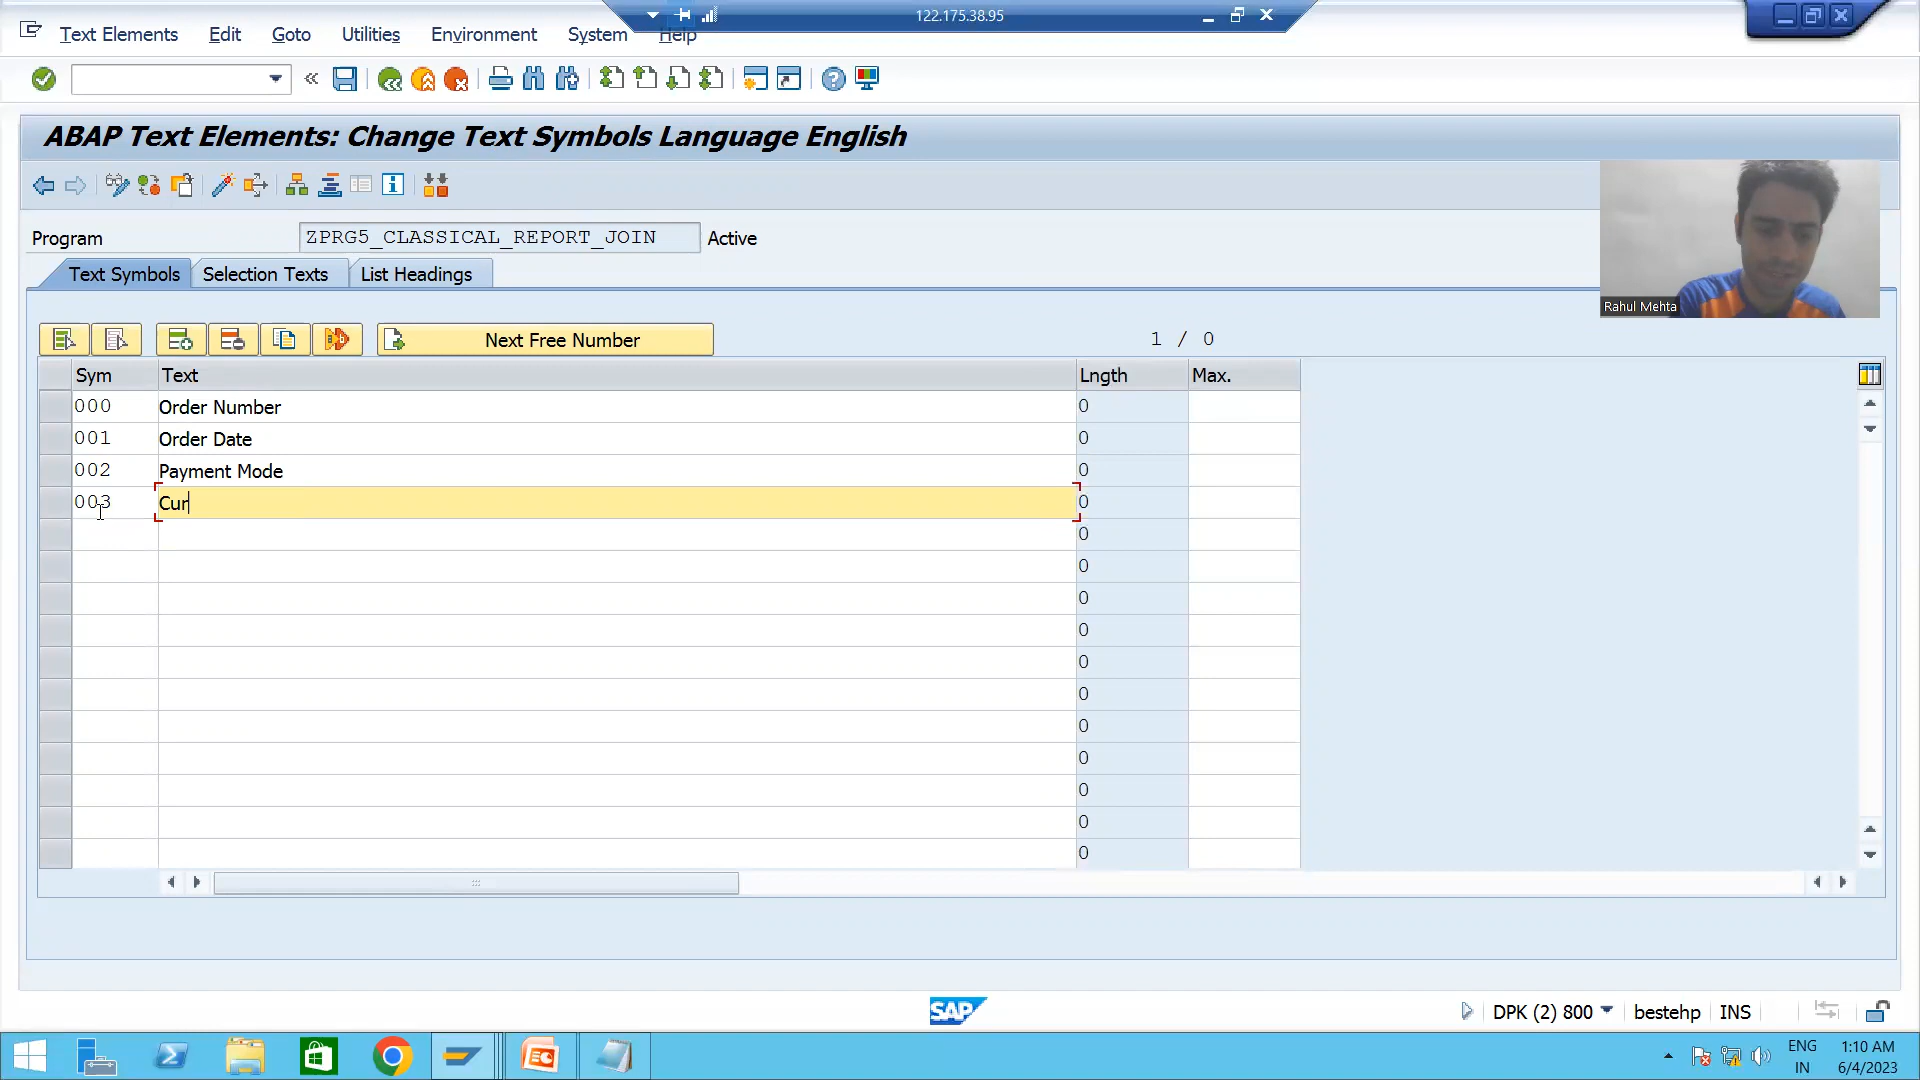 122.175.38.95
Text Elements Edit Goto Utilities Environment System Help
ABAP Text Elements: Change Text Symbols Language English
Program ZPRG5_CLASSICAL_REPORT_JOIN Active
Text Symbols Selection Texts List Headings
Rahul Mehta
Next Free Number 1 / 0
Sym Text Lngth Max.
000 Order Number 0
001 Order Date 0
002 Payment Mode 0
003 Cur 0
0
0
0
0
0
0
0
0
0
0
0
SAP DPK (2) 800 bestehp INS
ENG 1:10 AM
IN 6/4/2023